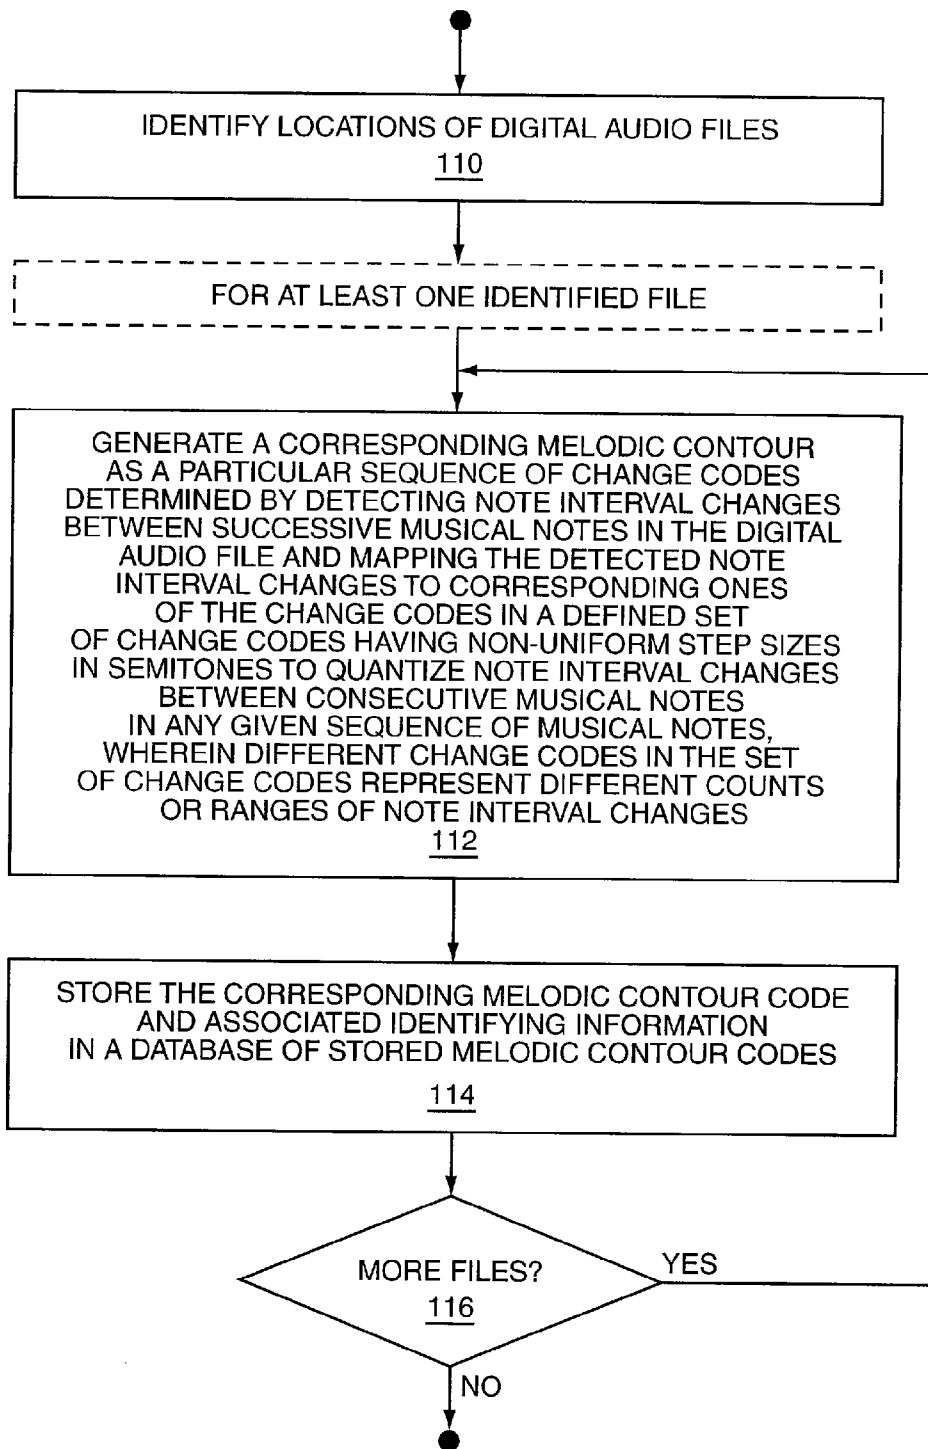 IDENTIFY LOCATIONS OF DIGITAL AUDIO FILES
110
FOR AT LEAST ONE IDENTIFIED FILE
GENERATE A CORRESPONDING MELODIC CONTOUR
AS A PARTICULAR SEQUENCE OF CHANGE CODES
DETERMINED BY DETECTING NOTE INTERVAL CHANGES
BETWEEN SUCCESSIVE MUSICAL NOTES IN THE DIGITAL
AUDIO FILE AND MAPPING THE DETECTED NOTE
INTERVAL CHANGES TO CORRESPONDING ONES
OF THE CHANGE CODES IN A DEFINED SET
OF CHANGE CODES HAVING NON-UNIFORM STEP SIZES
IN SEMITONES TO QUANTIZE NOTE INTERVAL CHANGES
BETWEEN CONSECUTIVE MUSICAL NOTES
IN ANY GIVEN SEQUENCE OF MUSICAL NOTES,
WHEREIN DIFFERENT CHANGE CODES IN THE SET
OF CHANGE CODES REPRESENT DIFFERENT COUNTS
OR RANGES OF NOTE INTERVAL CHANGES
112
STORE THE CORRESPONDING MELODIC CONTOUR CODE
AND ASSOCIATED IDENTIFYING INFORMATION
IN A DATABASE OF STORED MELODIC CONTOUR CODES
114
MORE FILES?
116
YES
NO